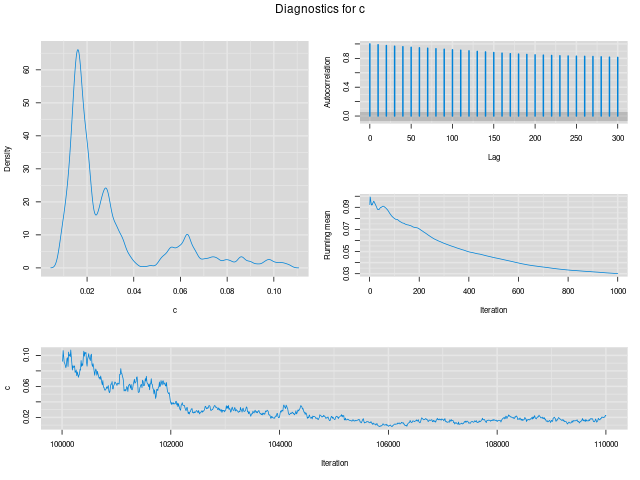 Diagnostics for c
Density
0 10 20 30 40 50 60
0.02 0.04 0.06 0.08 0.10
c
Autocorrelation
0.0 0.4 0.8
0 50 100 150 200 250 300
Lag
Running mean
0.03 0.05 0.07 0.09
0 200 400 600 800 1000
Iteration
c
0.02 0.06 0.10
100000 102000 104000 106000 108000 110000
Iteration